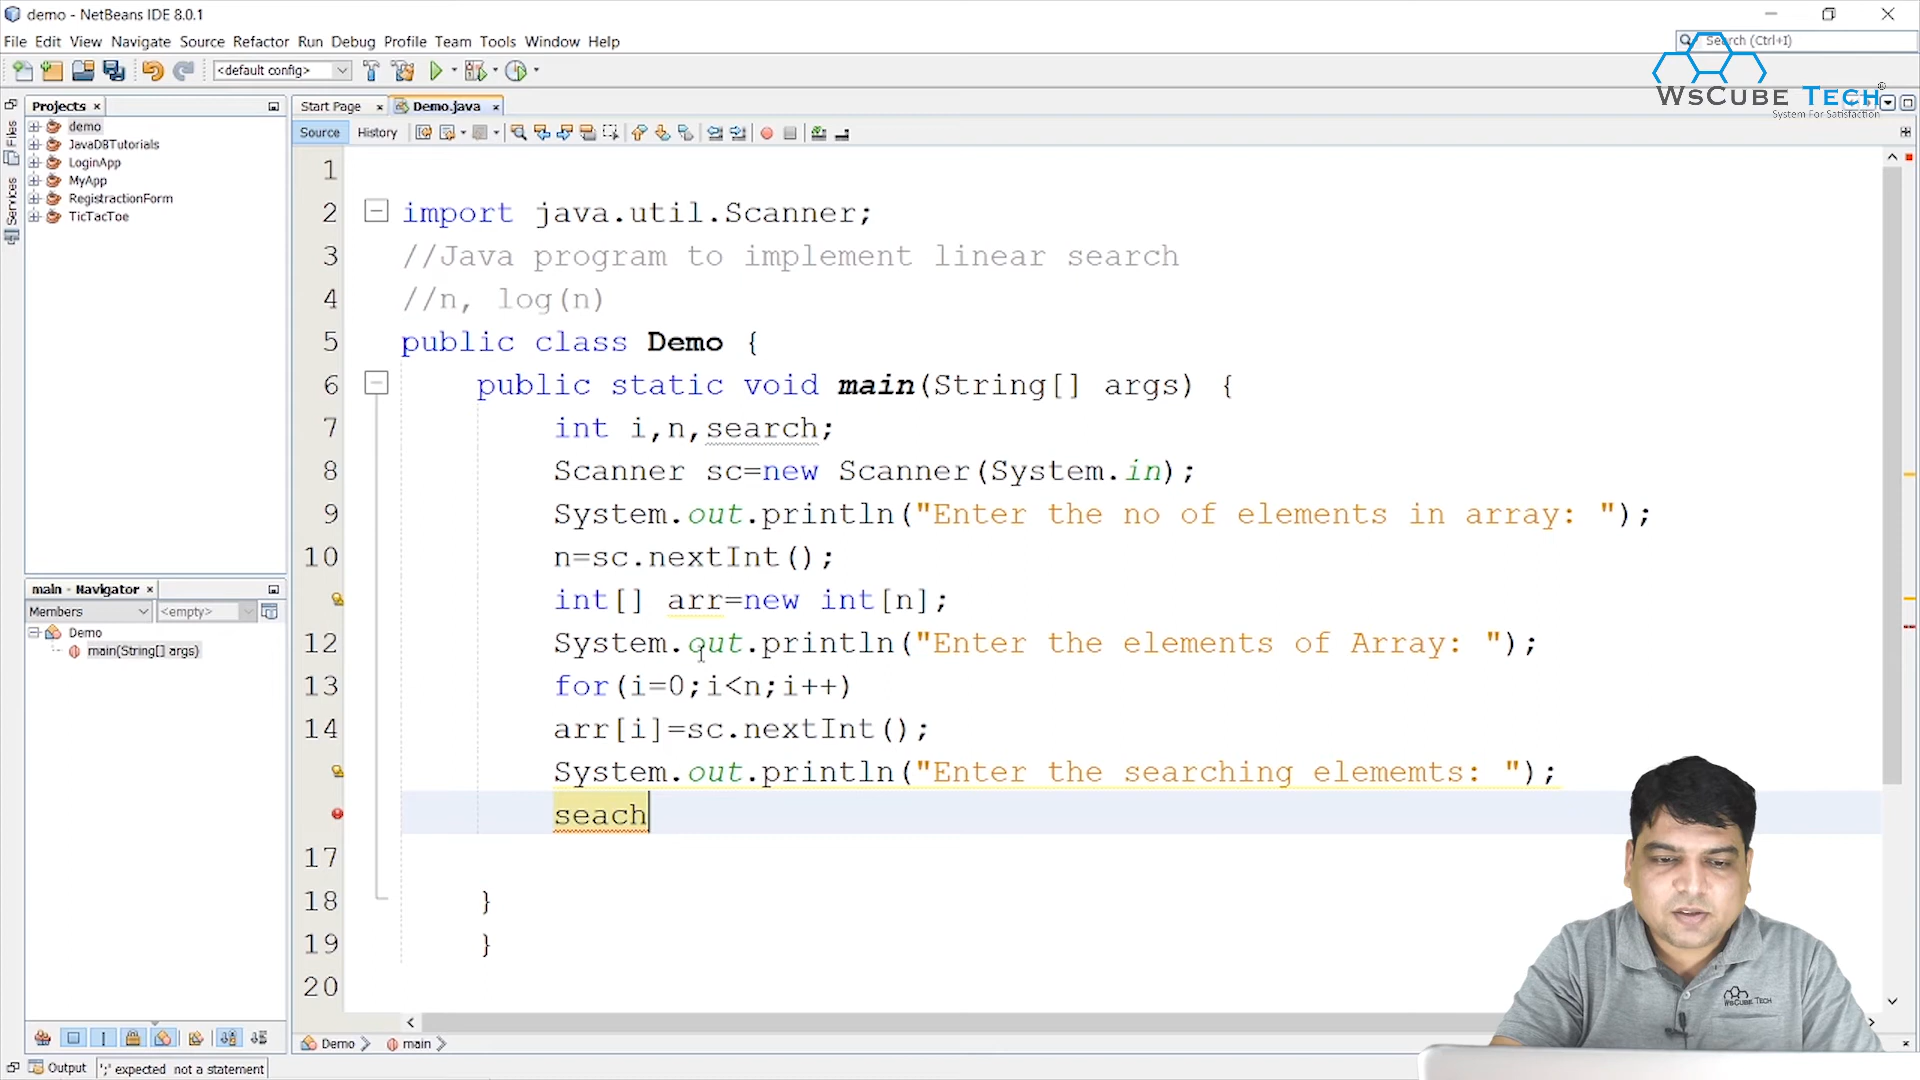 demo - NetBeans IDE 8.0.1
File Edit View Navigate Source Refactor Run Debug Profile Team Tools Window Help
Search (Ctrl+I)
<default config>
WsCube Tech®
System For Satisfaction
Files
Services
Projects
demo
JavaDBTutorials
LoginApp
MyApp
RegistractionForm
TicTacToe
main - Navigator
Members
<empty>
Demo
main(String[] args)
Start Page
Demo.java
Source History
1
2 import java.util.Scanner;
3 //Java program to implement linear search
4 //n, log(n)
5 public class Demo {
6 public static void main(String[] args) {
7 int i,n,search;
8 Scanner sc=new Scanner(System.in);
9 System.out.println("Enter the no of elements in array: ");
10 n=sc.nextInt();
int[] arr=new int[n];
12 System.out.println("Enter the elements of Array: ");
13 for(i=0;i<n;i++)
14 arr[i]=sc.nextInt();
System.out.println("Enter the searching elememts: ");
seach
17
18 }
19 }
20
Demo main
Output
';' expected not a statement
WsCube Tech